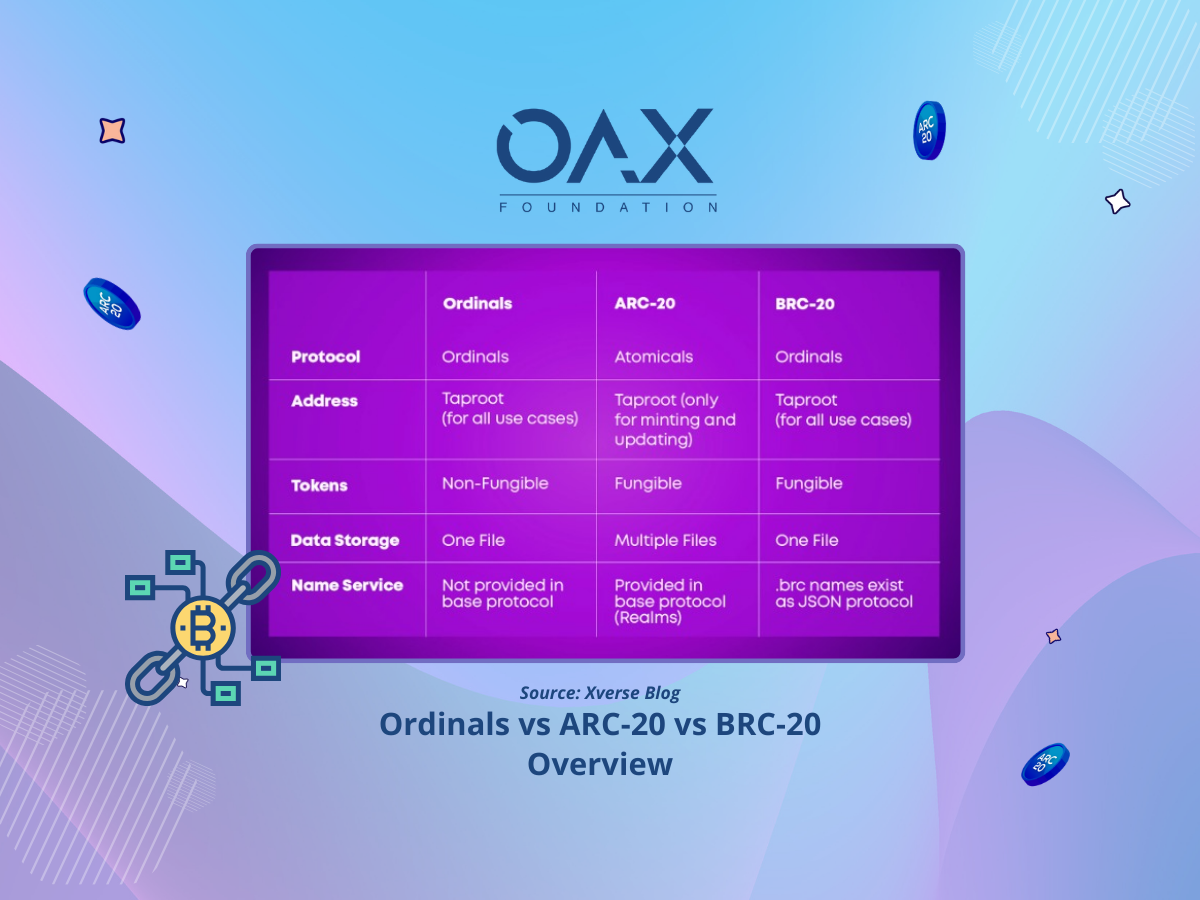 OAX
FOUNDATION
ARC
20
ARC
20
Ordinals ARC-20 BRC-20
Protocol Ordinals Atomicals Ordinals
Address Taproot Taproot (only Taproot
(for all use cases) for minting and (for all use cases)
updating)
Tokens Non-Fungible Fungible Fungible
Data Storage One File Multiple Files One File
Name Service Not provided in Provided in .brc names exist
base protocol base protocol as JSON protocol
(Realms)
B
Source: Xverse Blog
Ordinals vs ARC-20 vs BRC-20
Overview
ARC
20